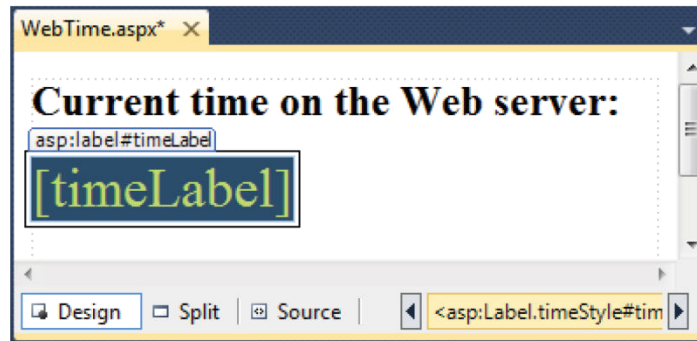 WebTime.aspx*
Current time on the Web server:
asp:label#timeLabel
[timeLabel]
Design Split Source <asp:Label.timeStyle#tim